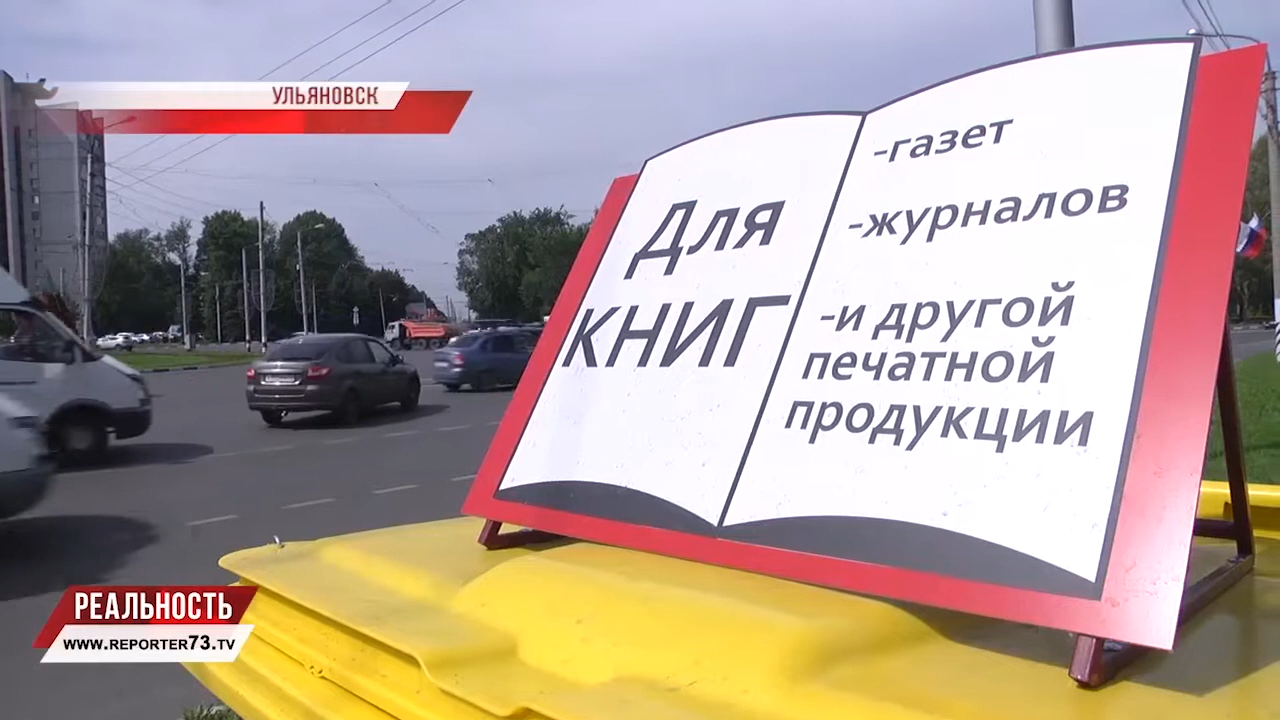 УЛЬЯНОВСК
Для
КНИГ
-газет
-журналов
-и другой
печатной
продукции
РЕАЛЬНОСТЬ
WWW.REPORTER73.TV